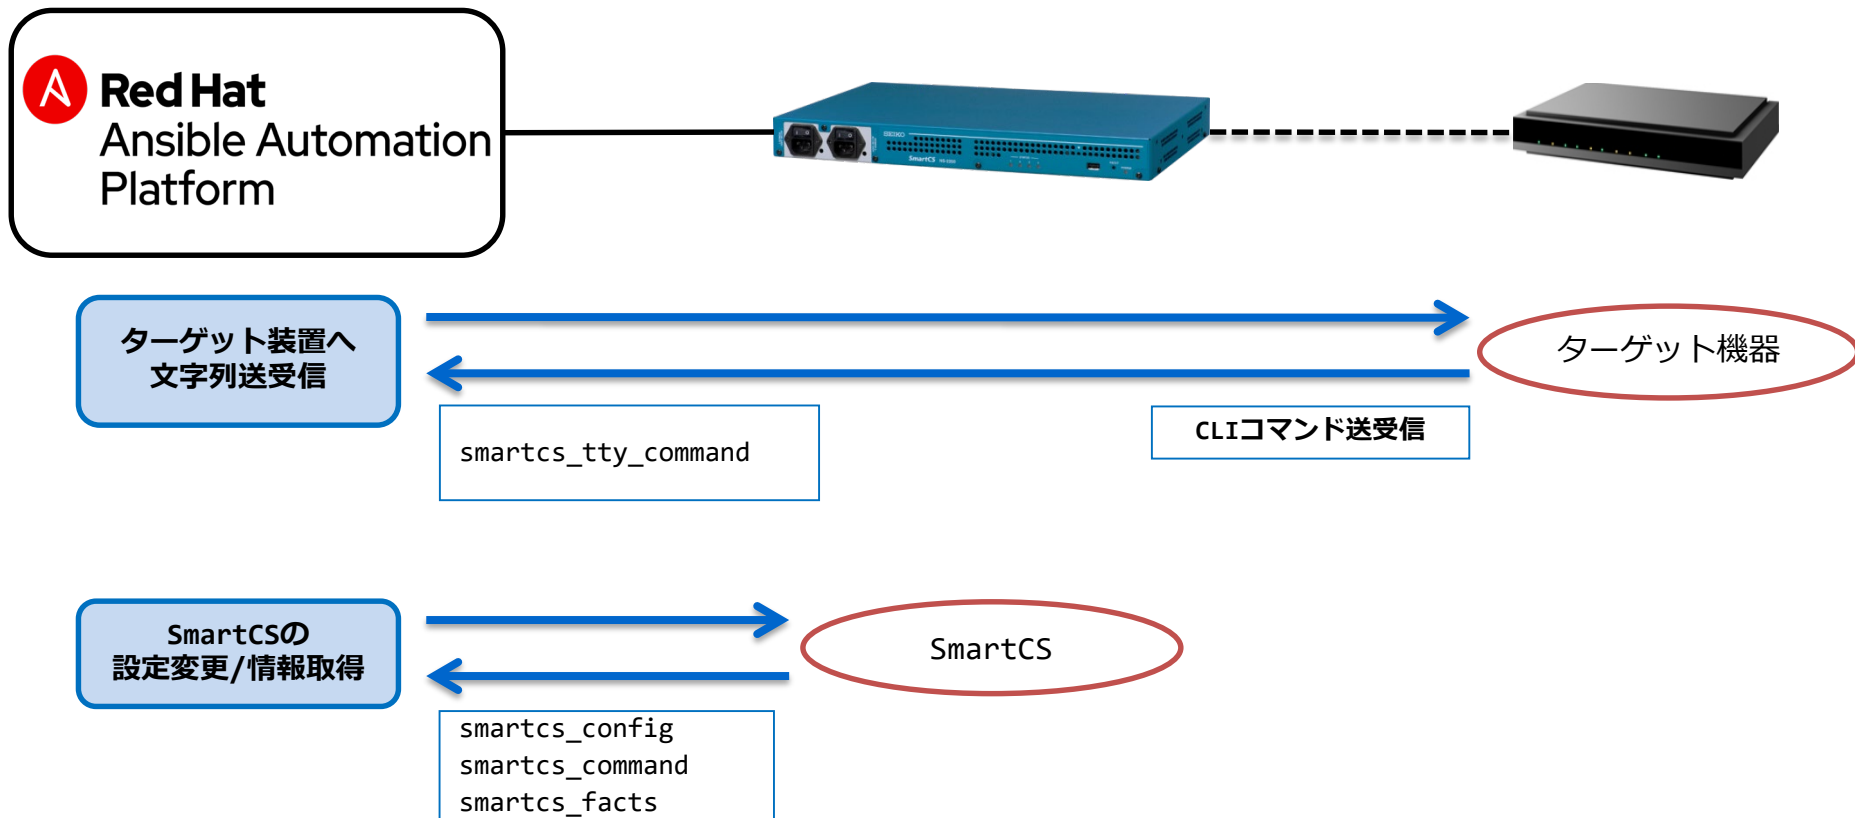 Red Hat
Ansible Automation
Platform
SEIKO
SmartCS
ターゲット装置へ
文字列送受信
ターゲット機器
smartcs_tty_command
CLIコマンド送受信
SmartCSの
設定変更/情報取得
SmartCS
smartcs_config
smartcs_command
smartcs_facts